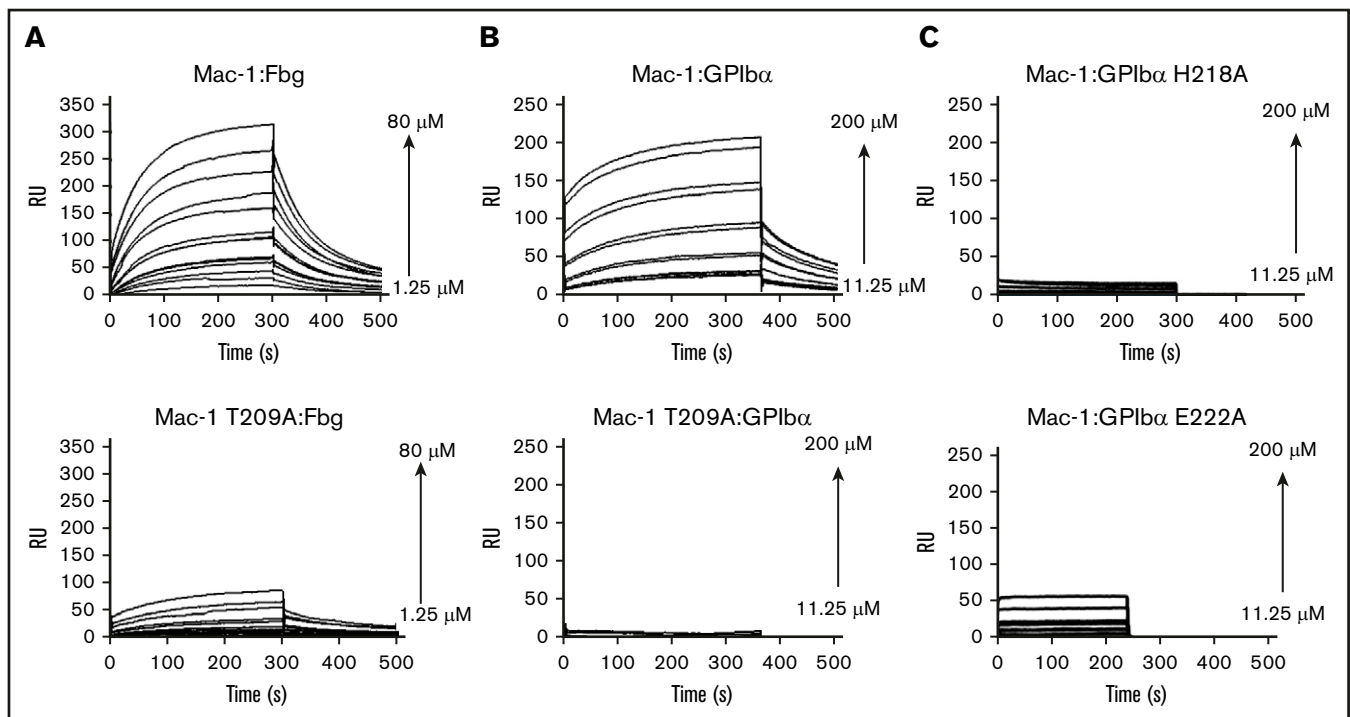 A
Mac-1:Fbg
350
300
250
200
150
100
50
0
RU
0 100 200 300 400 500
Time (s)
80 μM
1.25 μM
Mac-1 T209A:Fbg
350
300
250
200
150
100
50
0
RU
0 100 200 300 400 500
Time (s)
80 μM
1.25 μM
B
Mac-1:GPIbα
250
200
150
100
50
0
RU
0 100 200 300 400 500
Time (s)
200 μM
11.25 μM
Mac-1 T209A:GPIbα
250
200
150
100
50
0
RU
0 100 200 300 400 500
Time (s)
200 μM
11.25 μM
C
Mac-1:GPIbα H218A
250
200
150
100
50
0
RU
0 100 200 300 400 500
Time (s)
200 μM
11.25 μM
Mac-1:GPIbα E222A
250
200
150
100
50
0
RU
0 100 200 300 400 500
Time (s)
200 μM
11.25 μM